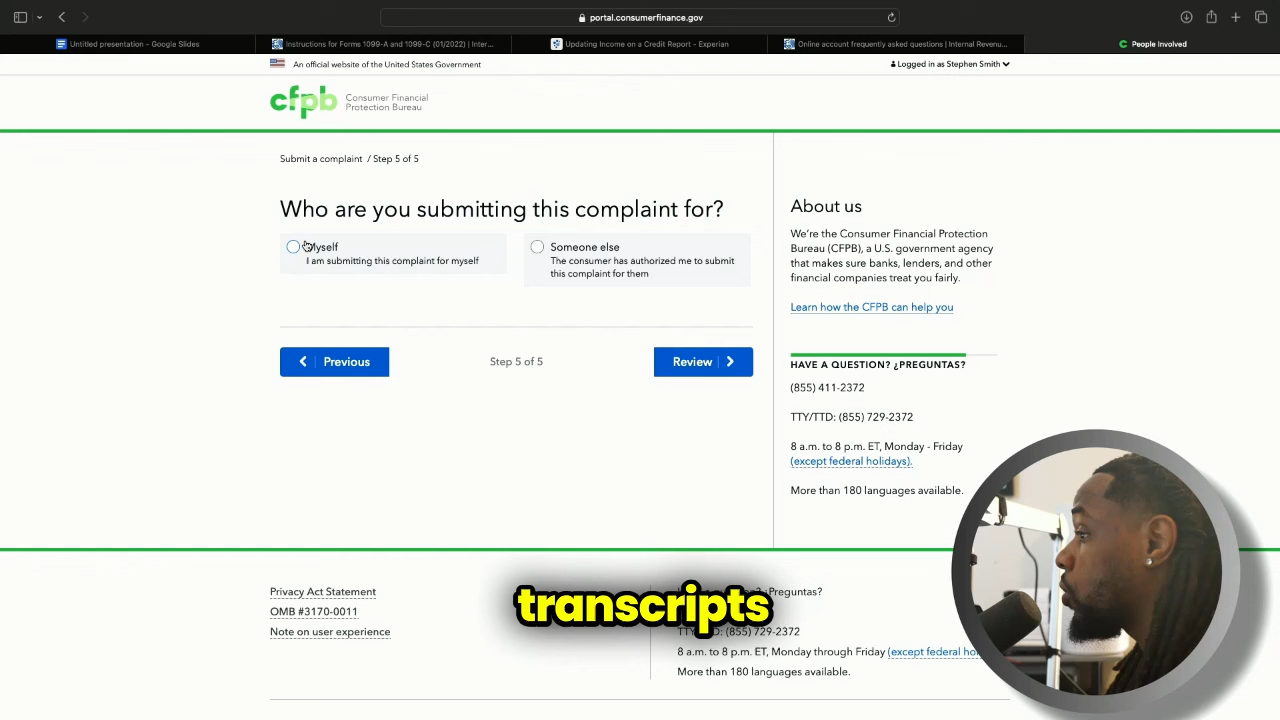 portal.consumerfinance.gov
Untitled presentation - Google Slides
Instructions for Forms 1099-A and 1099-C (01/2022) | Inter...
Updating Income on a Credit Report - Experian
Online account frequently asked questions | Internal Revenu...
People Involved
An official website of the United States Government
Logged in as Stephen Smith
cfpb
Consumer Financial
Protection Bureau
Submit a complaint / Step 5 of 5
Who are you submitting this complaint for?
Myself
I am submitting this complaint for myself
Someone else
The consumer has authorized me to submit
this complaint for them
Previous
Step 5 of 5
Review
About us
We're the Consumer Financial Protection
Bureau (CFPB), a U.S. government agency
that makes sure banks, lenders, and other
financial companies treat you fairly.
Learn how the CFPB can help you
HAVE A QUESTION? ¿PREGUNTAS?
(855) 411-2372
TTY/TTD: (855) 729-2372
8 a.m. to 8 p.m. ET, Monday - Friday
(except federal holidays).
More than 180 languages available.
Privacy Act Statement
OMB #3170-0011
Note on user experience
transcripts
¿Preguntas?
TTY/TTD: (855) 729-2372
8 a.m. to 8 p.m. ET, Monday through Friday (except federal
More than 180 languages available.